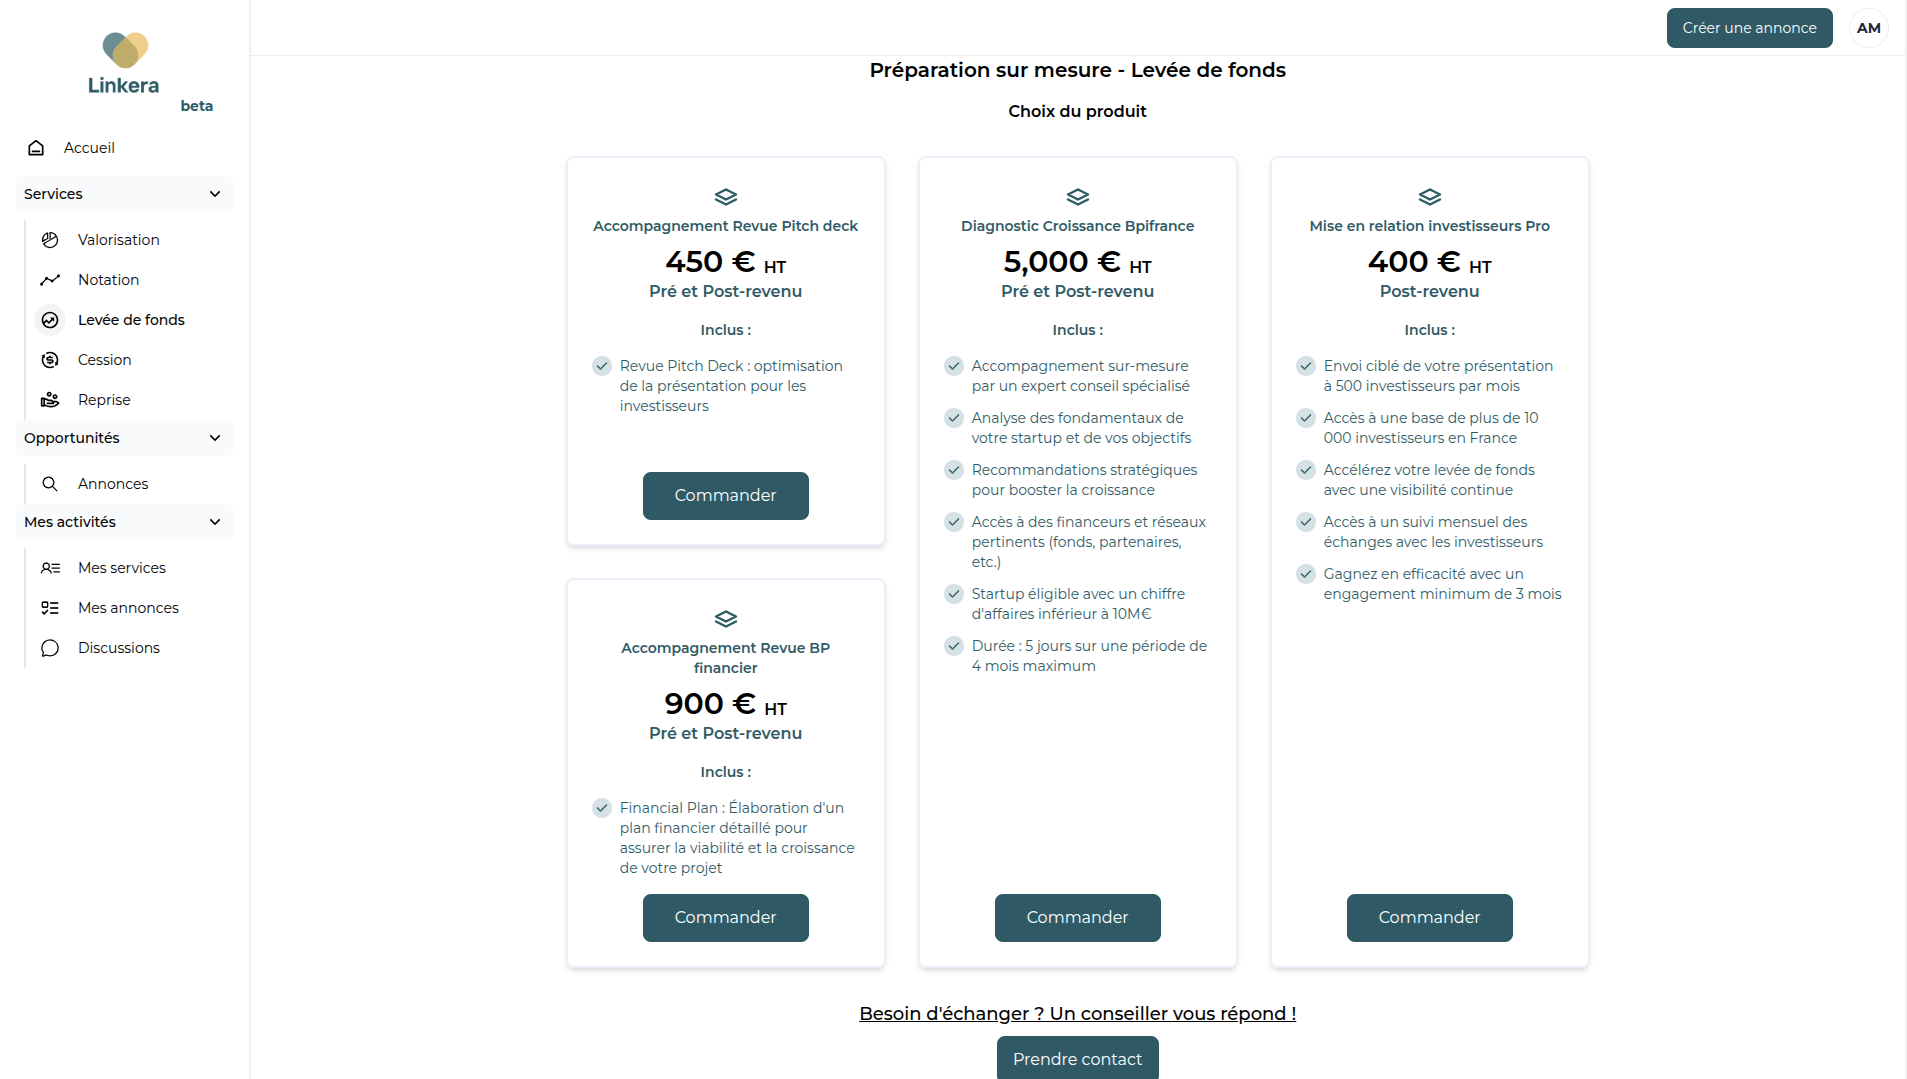 Linkera
beta
Accueil
Services
Valorisation
Notation
Levée de fonds
Cession
Reprise
Opportunités
Annonces
Mes activités
Mes services
Mes annonces
Discussions
Créer une annonce
AM
Préparation sur mesure - Levée de fonds
Choix du produit
Accompagnement Revue Pitch deck
450 € HT
Pré et Post-revenu
Inclus :
Revue Pitch Deck : optimisation
de la présentation pour les
investisseurs
Commander
Accompagnement Revue BP
financier
900 € HT
Pré et Post-revenu
Inclus :
Financial Plan : Élaboration d'un
plan financier détaillé pour
assurer la viabilité et la croissance
de votre projet
Commander
Diagnostic Croissance Bpifrance
5,000 € HT
Pré et Post-revenu
Inclus :
Accompagnement sur-mesure
par un expert conseil spécialisé
Analyse des fondamentaux de
votre startup et de vos objectifs
Recommandations stratégiques
pour booster la croissance
Accès à des financeurs et réseaux
pertinents (fonds, partenaires,
etc.)
Startup éligible avec un chiffre
d'affaires inférieur à 10M€
Durée : 5 jours sur une période de
4 mois maximum
Commander
Mise en relation investisseurs Pro
400 € HT
Post-revenu
Inclus :
Envoi ciblé de votre présentation
à 500 investisseurs par mois
Accès à une base de plus de 10
000 investisseurs en France
Accélérez votre levée de fonds
avec une visibilité continue
Accès à un suivi mensuel des
échanges avec les investisseurs
Gagnez en efficacité avec un
engagement minimum de 3 mois
Commander
Besoin d'échanger ? Un conseiller vous répond !
Prendre contact